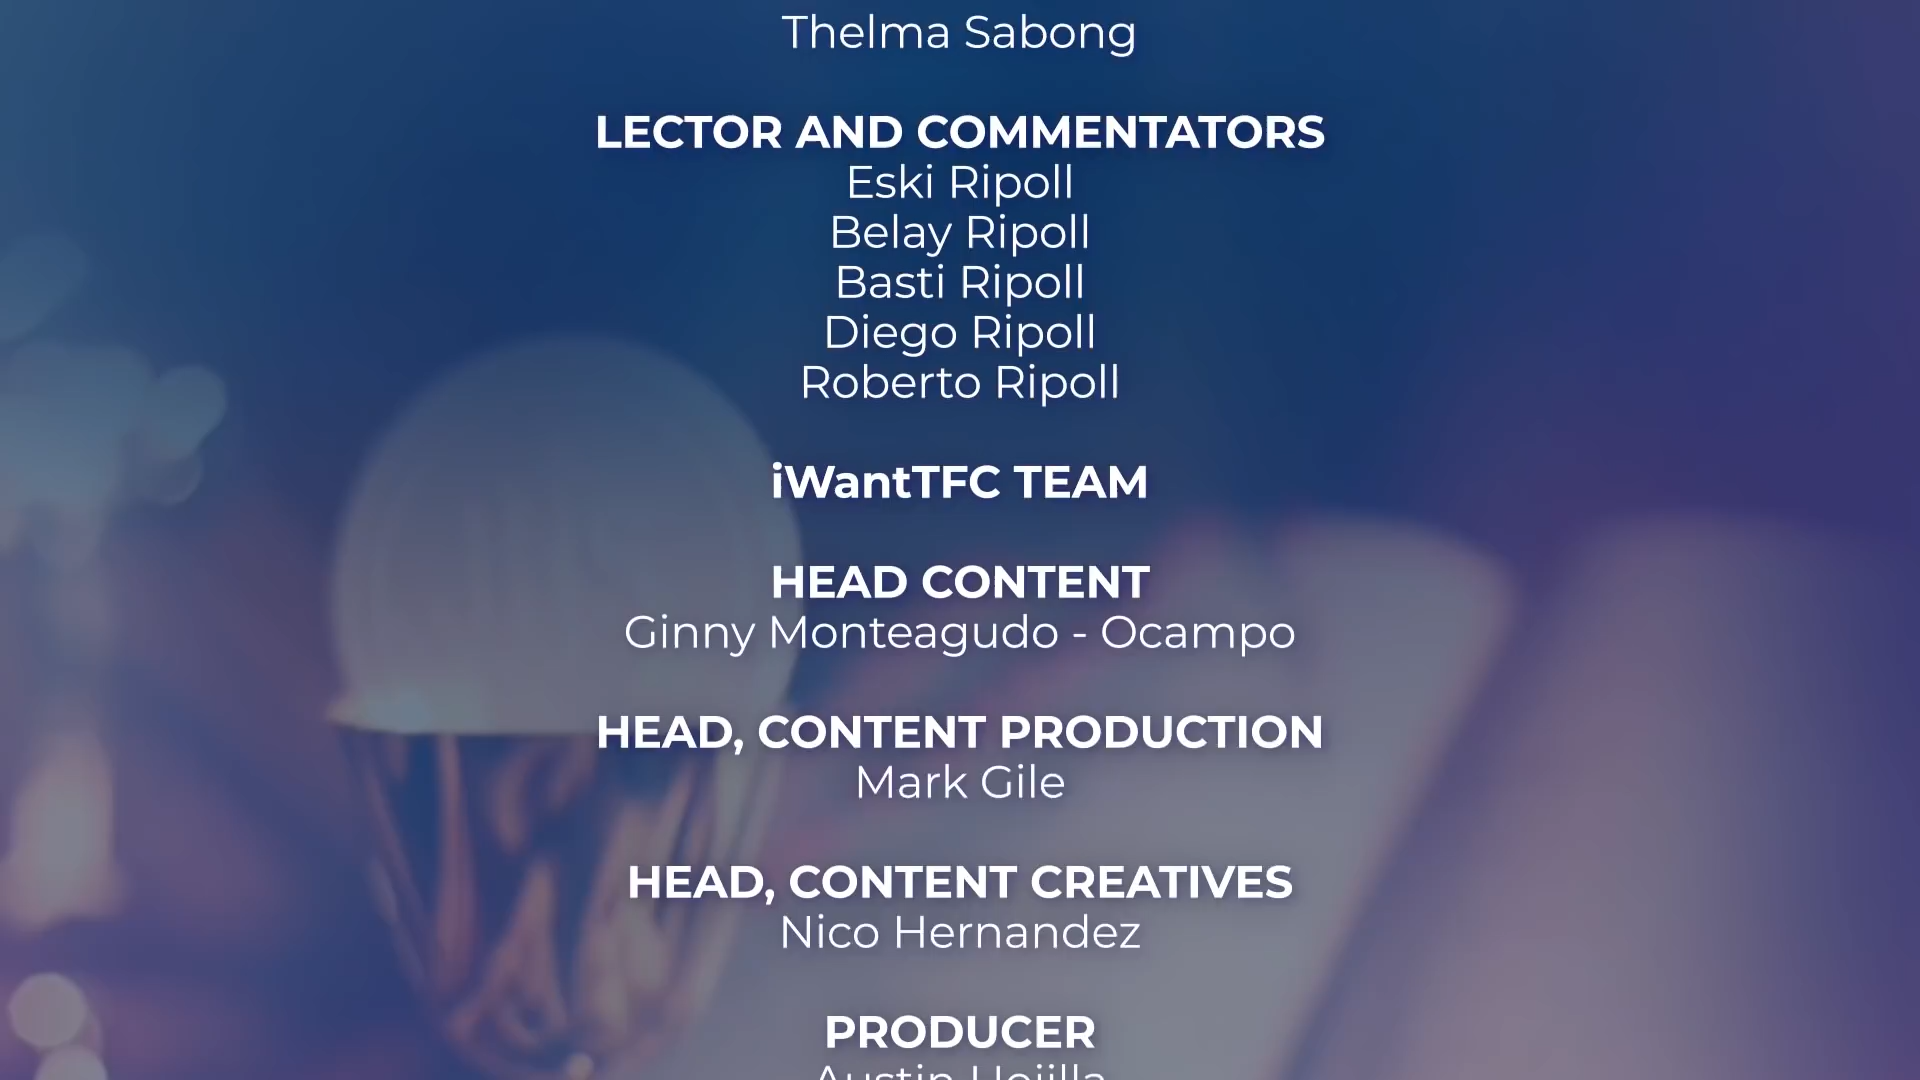 Thelma Sabong
LECTOR AND COMMENTATORS
Eski Ripoll
Belay Ripoll
Basti Ripoll
Diego Ripoll
Roberto Ripoll
iWantTFC TEAM
HEAD CONTENT
Ginny Monteagudo - Ocampo
HEAD, CONTENT PRODUCTION
Mark Gile
HEAD, CONTENT CREATIVES
Nico Hernandez
PRODUCER
Austin